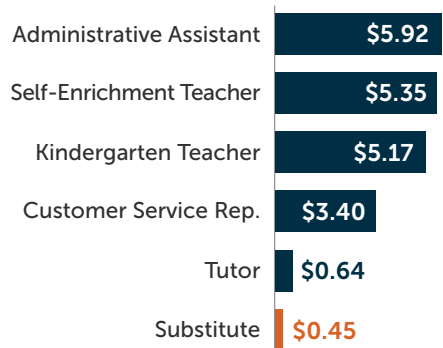 Administrative Assistant $5.92
Self-Enrichment Teacher $5.35
Kindergarten Teacher $5.17
Customer Service Rep. $3.40
Tutor $0.64
Substitute $0.45